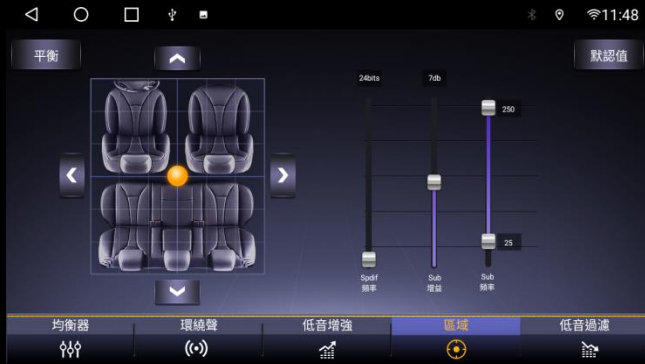 11:48
平衡
默認值
24bits
7db
250
25
Spdif
頻率
Sub
增益
Sub
頻率
均衡器
環繞聲
低音增強
區域
低音過濾